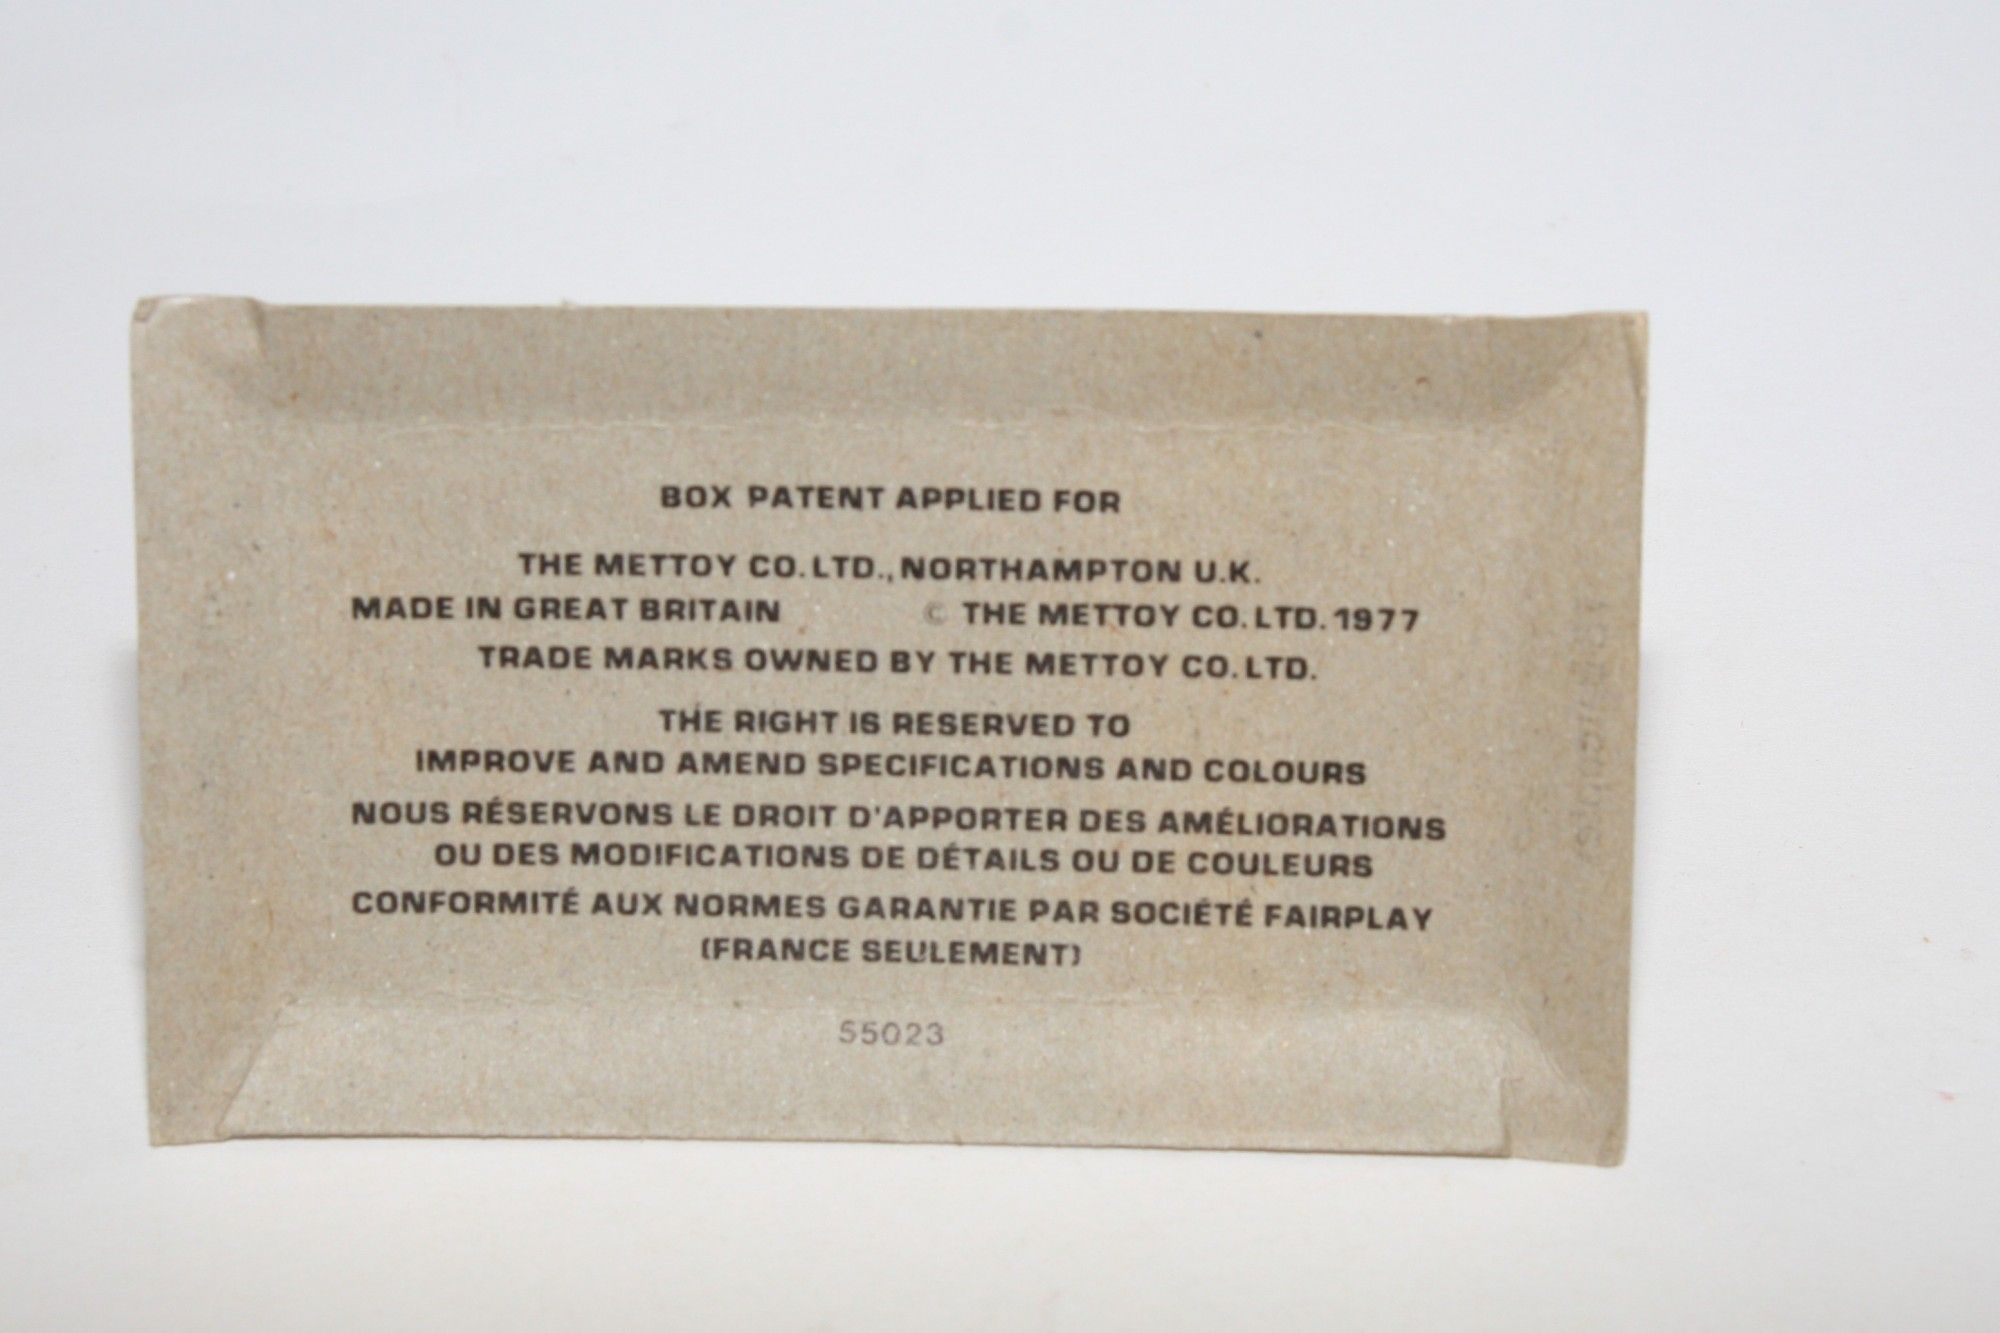 BOX PATENT APPLIED FOR
THE METTOY CO. LTD., NORTHAMPTON U.K.
MADE IN GREAT BRITAIN © THE METTOY CO. LTD. 1977
TRADE MARKS OWNED BY THE METTOY CO. LTD.
THE RIGHT IS RESERVED TO
IMPROVE AND AMEND SPECIFICATIONS AND COLOURS
NOUS RÉSERVONS LE DROIT D'APPORTER DES AMÉLIORATIONS
OU DES MODIFICATIONS DE DÉTAILS OU DE COULEURS
CONFORMITÉ AUX NORMES GARANTIE PAR SOCIÉTÉ FAIRPLAY
(FRANCE SEULEMENT)
55023